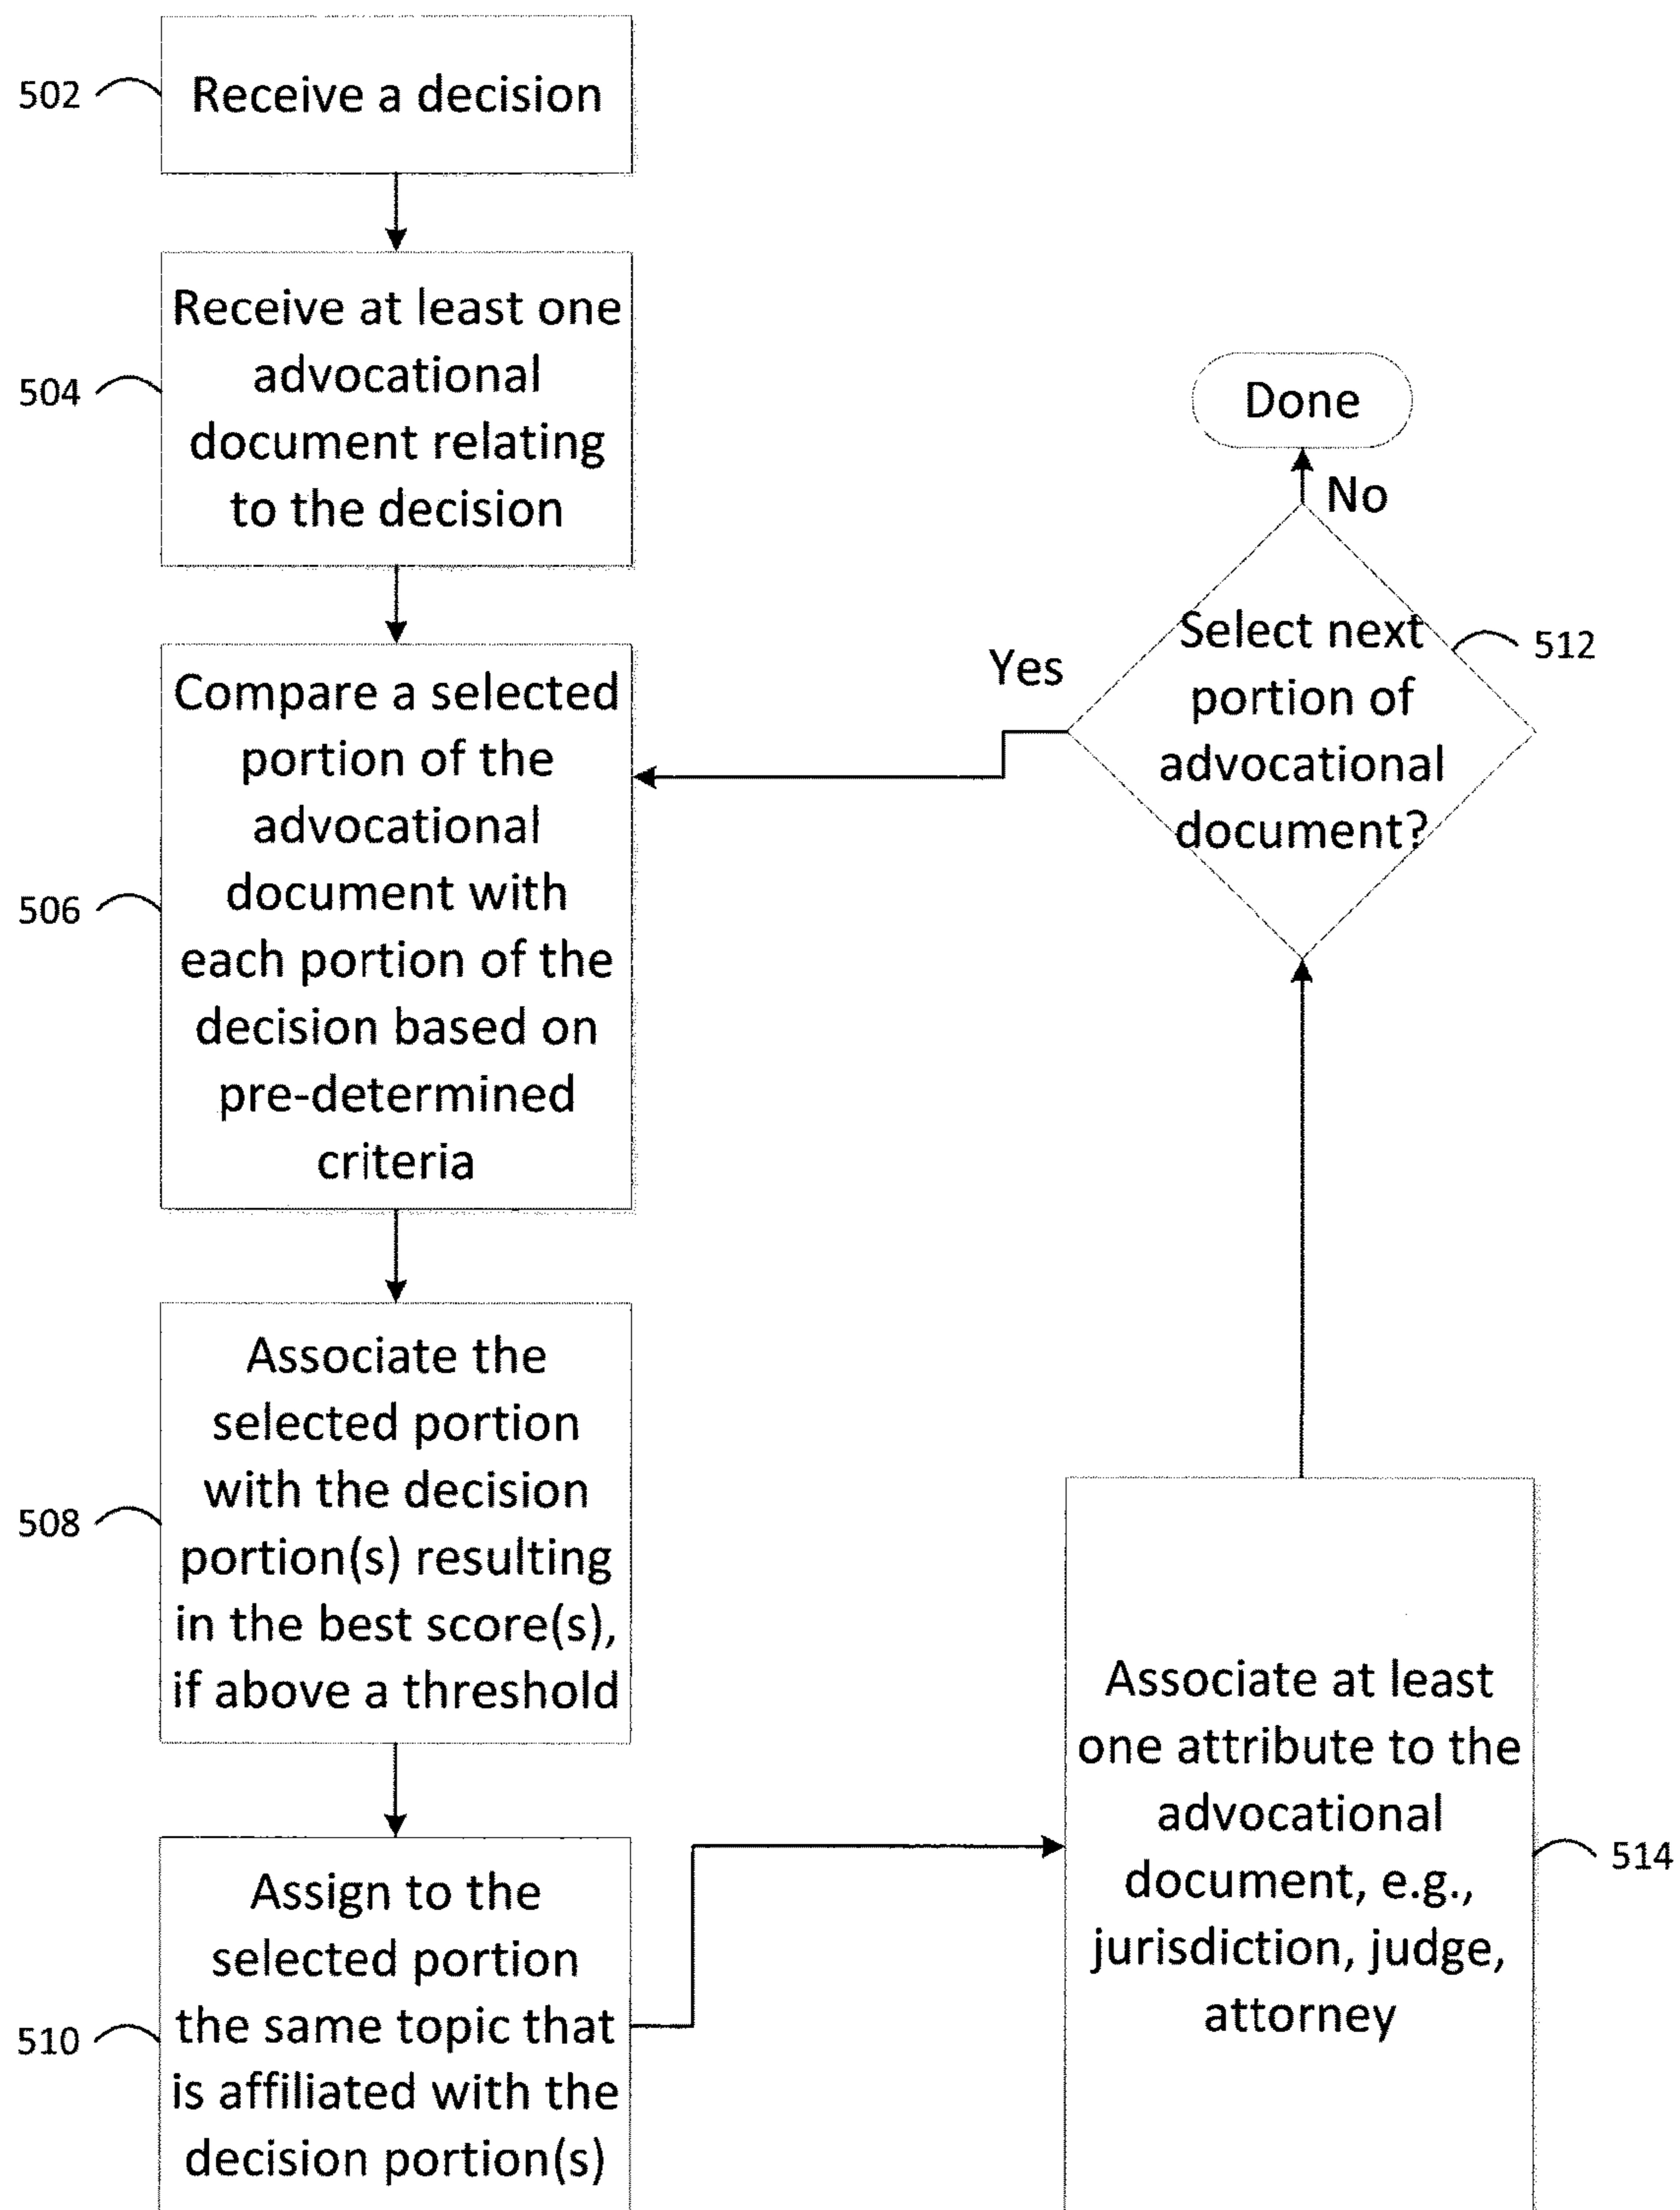 502
Receive a decision
504
Receive at least one
advocational
document relating
to the decision
506
Compare a selected
portion of the
advocational
document with
each portion of the
decision based on
pre-determined
criteria
508
Associate the
selected portion
with the decision
portion(s) resulting
in the best score(s),
if above a threshold
510
Assign to the
selected portion
the same topic that
is affiliated with the
decision portion(s)
Associate at least
one attribute to the
advocational
document, e.g.,
jurisdiction, judge,
attorney
514
Select next
portion of
advocational
document?
512
Yes
No
Done